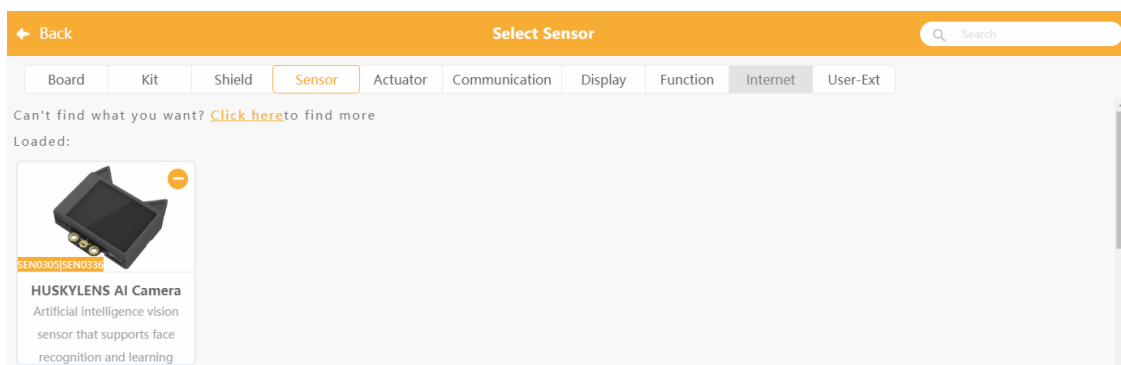 Back
Select Sensor
Search
Board Kit Shield Sensor Actuator Communication Display Function Internet User-Ext
Can't find what you want? Click hereto find more
Loaded:
SEN0305|SEN0336
HUSKYLENS AI Camera
Artificial intelligence vision
sensor that supports face
recognition and learning